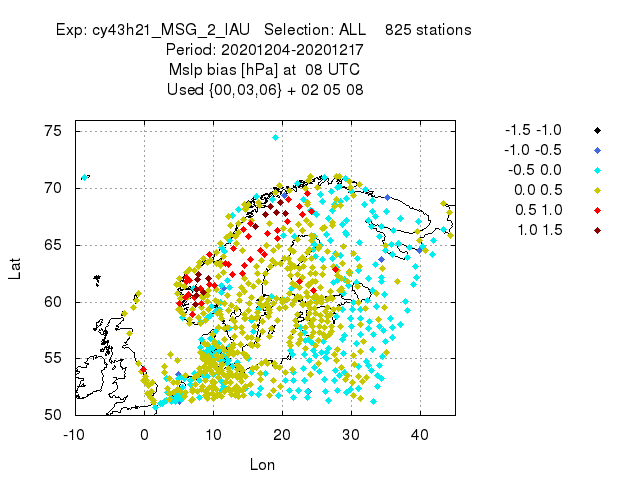 Exp: cy43h21_MSG_2_IAU   Selection: ALL    825 stations
Period: 20201204-20201217
Mslp bias [hPa] at  08 UTC
Used {00,03,06} + 02 05 08
-1.5 -1.0
-1.0 -0.5
-0.5 0.0
0.0 0.5
0.5 1.0
1.0 1.5
75
70
65
60
55
50
Lat
-10 0 10 20 30 40
Lon